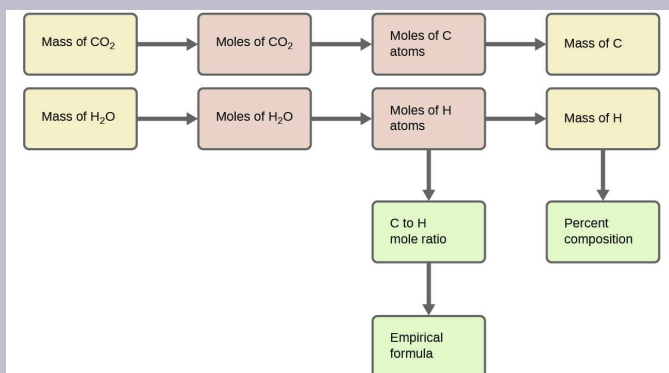 Mass of CO₂
Moles of CO₂
Moles of C
atoms
Mass of C
Mass of H₂O
Moles of H₂O
Moles of H
atoms
Mass of H
C to H
mole ratio
Percent
composition
Empirical
formula